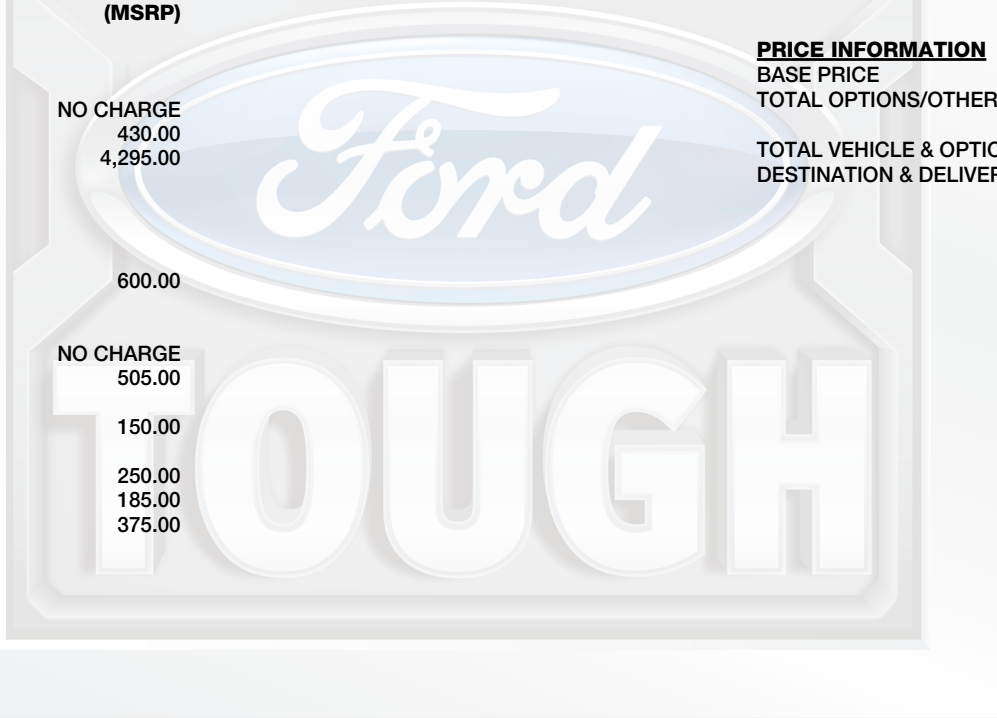 (MSRP)
NO CHARGE
430.00
4,295.00
600.00
NO CHARGE
505.00
150.00
250.00
185.00
375.00
PRICE INFORMATION
BASE PRICE
TOTAL OPTIONS/OTHER
TOTAL VEHICLE & OPTIO
DESTINATION & DELIVER
Ford
TOUGH